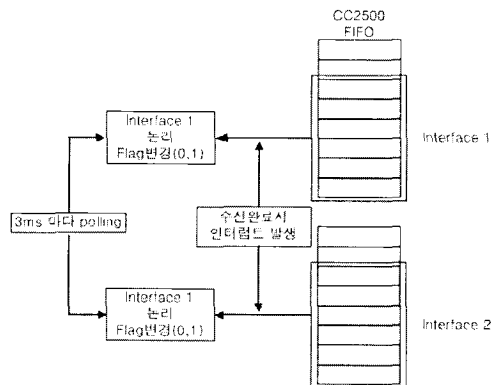 CC2500
FIFO
Interface 1
논리
Flag변경(0,1)
Interface 1
3ms 마다 polling
수신완료시
인터럽트 발생
Interface 1
논리
Flag변경(0,1)
Interface 2